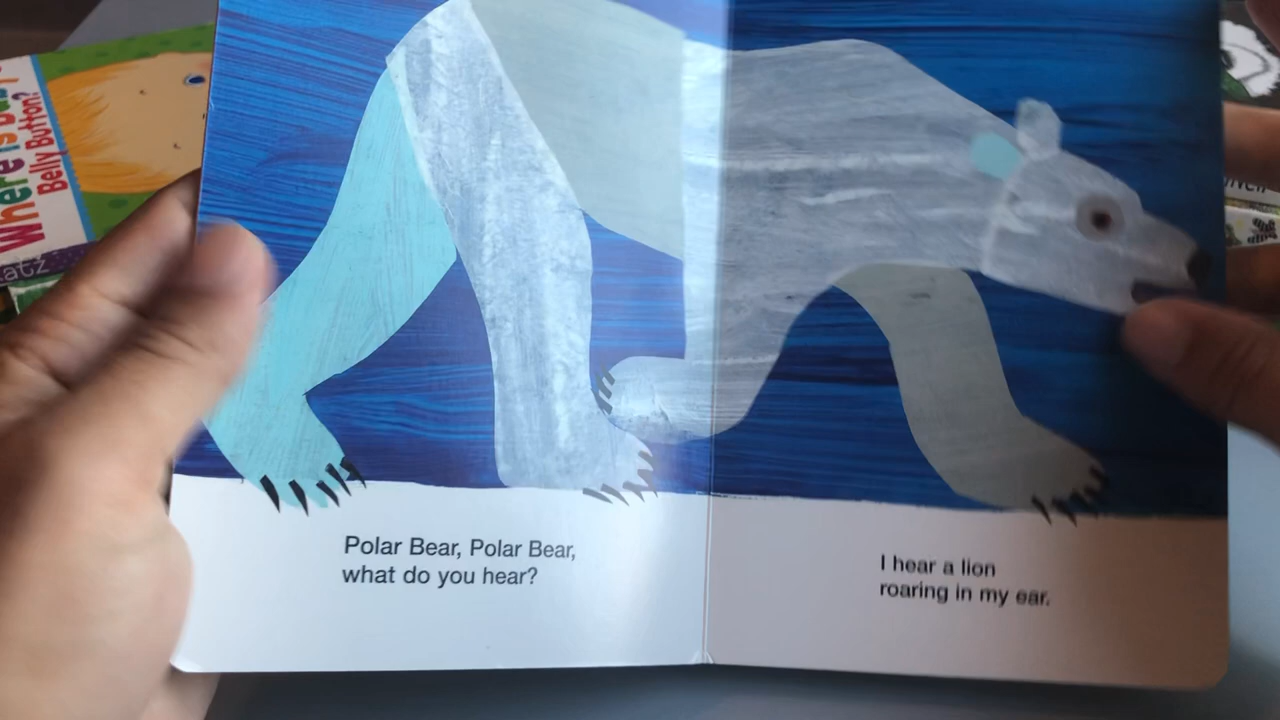 Where is Baby's
Belly Button?
atz
Polar Bear, Polar Bear,
what do you hear?
I hear a lion
roaring in my ear.